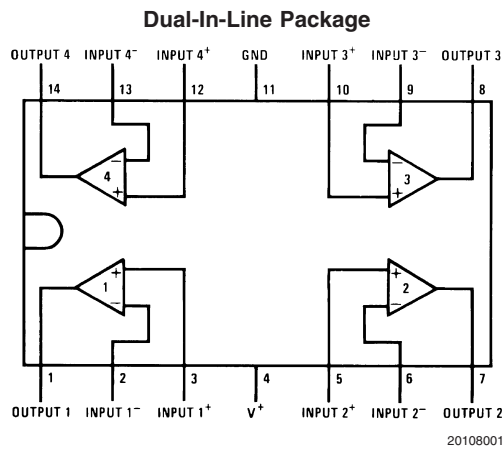 Dual-In-Line Package
OUTPUT 4 INPUT 4⁻ INPUT 4⁺ GND INPUT 3⁺ INPUT 3⁻ OUTPUT 3
14 13 12 11 10 9 8
− −
4 3
+ +
+ +
1 2
− −
1 2 3 4 5 6 7
OUTPUT 1 INPUT 1⁻ INPUT 1⁺ V⁺ INPUT 2⁺ INPUT 2⁻ OUTPUT 2
20108001